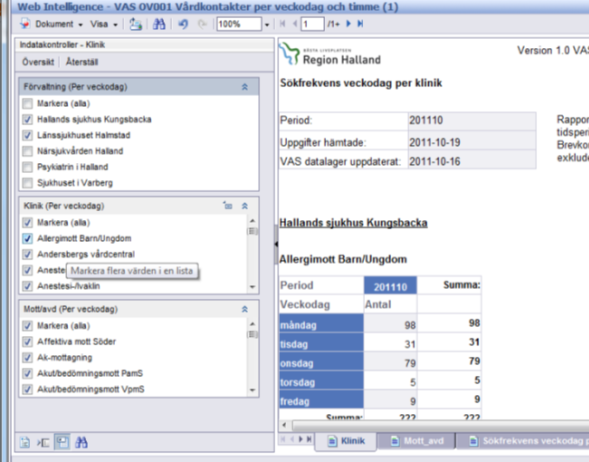 Web Intelligence - VAS OV001 Vårdkontakter per veckodag och timme (1)
Dokument Visa 100% 1 /1+
Indatakontroller - Klinik
Översikt Återställ
Förvaltning (Per veckodag)
Markera (alla)
Hallands sjukhus Kungsbacka
Länssjukhuset Halmstad
Närsjukvården Halland
Psykiatrin i Halland
Sjukhuset i Varberg
Klinik (Per veckodag)
Markera (alla)
Allergimott Barn/Ungdom
Andersbergs vårdcentral
Aneste
Markera flera värden i en lista
Anestesi-/Ivaklin
Mott/avd (Per veckodag)
Markera (alla)
Affektiva mott Söder
Ak-mottagning
Akut/bedömningsmott PamS
Akut/bedömningsmott VpmS
BÄSTA LIVSPLATSEN
Region Halland
Version 1.0 VAS
Sökfrekvens veckodag per klinik
Period: 201110
Uppgifter hämtade: 2011-10-19
VAS datalager uppdaterat: 2011-10-16
Rappor
tidsperi
Brevkon
exklude
Hallands sjukhus Kungsbacka
Allergimott Barn/Ungdom
Period 201110 Summa:
Veckodag Antal
måndag 98 98
tisdag 31 31
onsdag 79 79
torsdag 5 5
fredag 9 9
Summa: 222 222
Klinik Mott_avd Sökfrekvens veckodag p